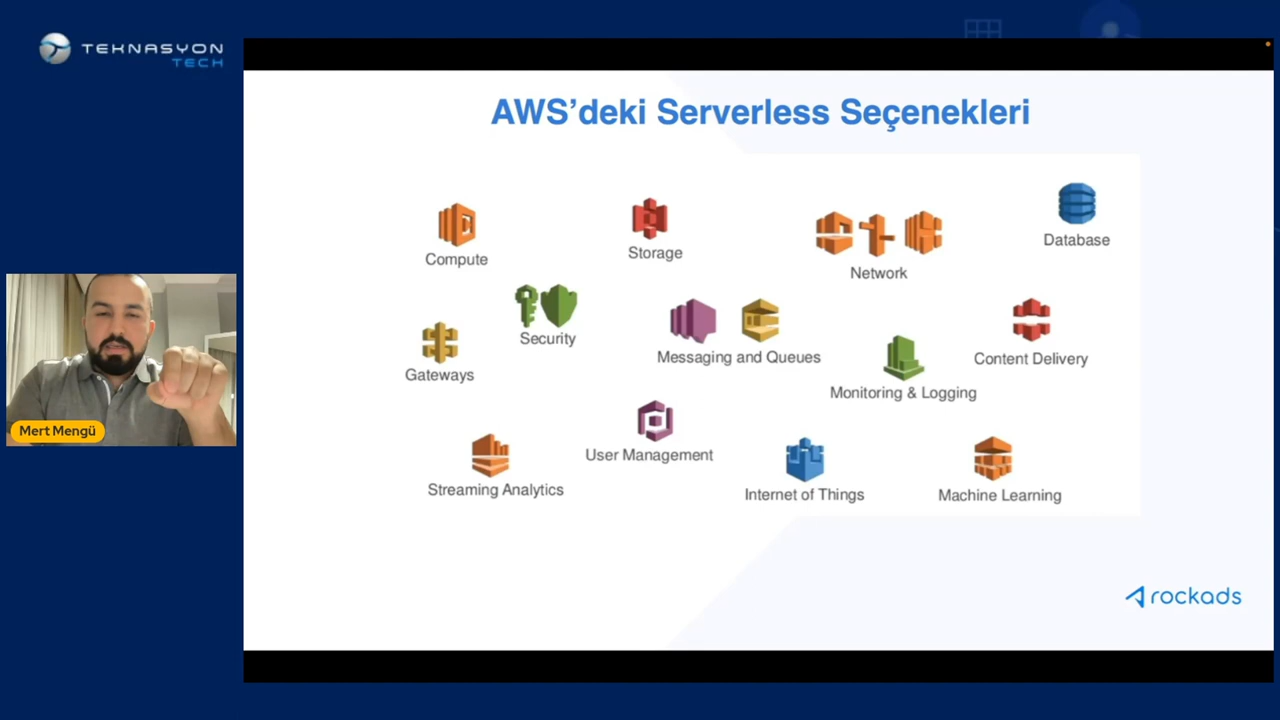 TEKNASYON
TECH
AWS’deki Serverless Seçenekleri
Compute
Storage
Network
Database
Gateways
Security
Messaging and Queues
Monitoring & Logging
Content Delivery
Streaming Analytics
User Management
Internet of Things
Machine Learning
Mert Mengü
rockads